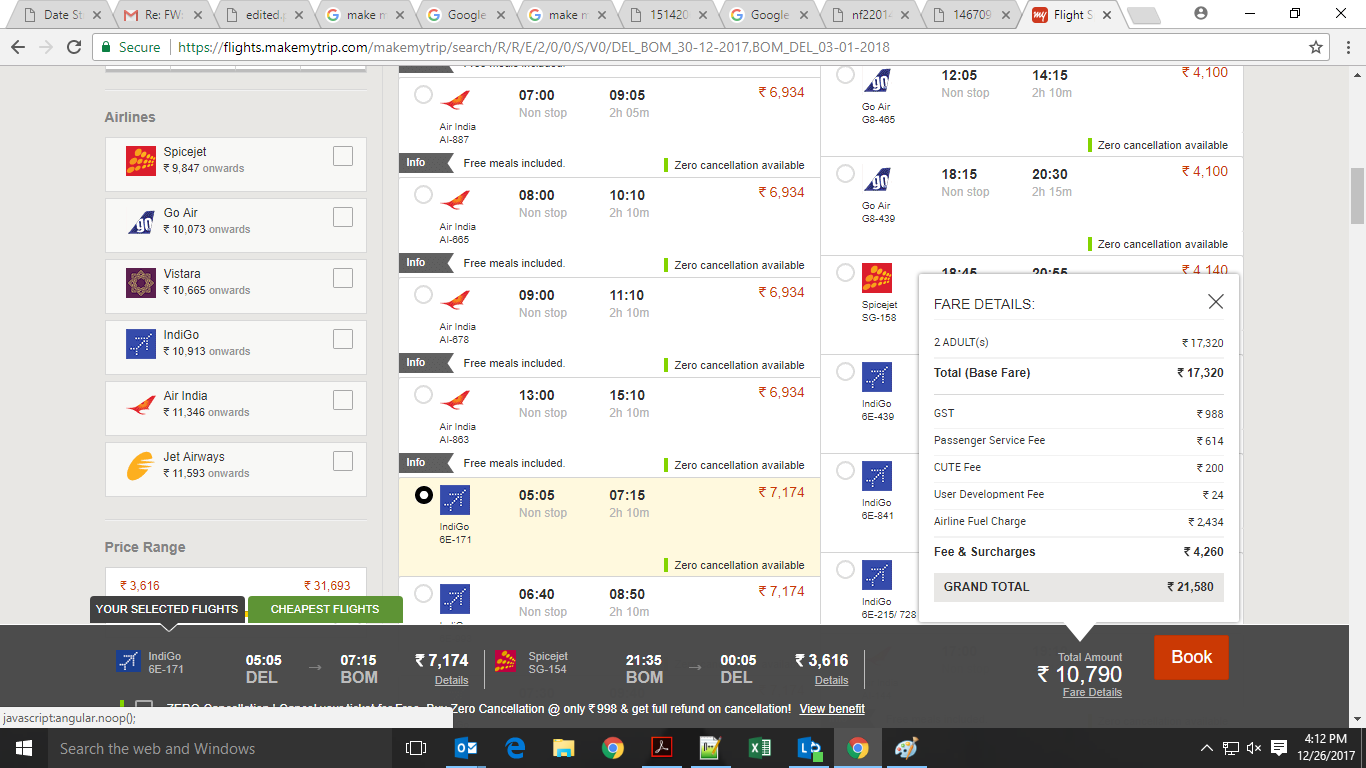 Date St
Re: FW:
edited.p
make m
Google
make m
151420
Google
nf22014
146709
Flight S
Secure
https://flights.makemytrip.com/makemytrip/search/R/R/E/2/0/0/S/V0/DEL_BOM_30-12-2017,BOM_DEL_03-01-2018
Airlines
Spicejet
₹ 9,847 onwards
Go Air
₹ 10,073 onwards
Vistara
₹ 10,665 onwards
IndiGo
₹ 10,913 onwards
Air India
₹ 11,346 onwards
Jet Airways
₹ 11,593 onwards
Price Range
₹ 3,616 ₹ 31,693
Free meals included.
07:00 09:05 ₹ 6,934
Non stop 2h 05m
Air India
AI-887
Info Free meals included. Zero cancellation available
08:00 10:10 ₹ 6,934
Non stop 2h 10m
Air India
AI-665
Info Free meals included. Zero cancellation available
09:00 11:10 ₹ 6,934
Non stop 2h 10m
Air India
AI-678
Info Free meals included. Zero cancellation available
13:00 15:10 ₹ 6,934
Non stop 2h 10m
Air India
AI-863
Info Free meals included. Zero cancellation available
05:05 07:15 ₹ 7,174
Non stop 2h 10m
IndiGo
6E-171
Zero cancellation available
06:40 08:50 ₹ 7,174
Non stop 2h 10m
IndiGo
12:05 14:15 ₹ 4,100
Non stop 2h 10m
Go Air
G8-465
Zero cancellation available
18:15 20:30 ₹ 4,100
Non stop 2h 15m
Go Air
G8-439
Zero cancellation available
18:45 20:55 ₹ 4,140
Spicejet
SG-158
IndiGo
6E-439
IndiGo
6E-841
IndiGo
6E-215/ 728
FARE DETAILS:
2 ADULT(s) ₹ 17,320
Total (Base Fare) ₹ 17,320
GST ₹ 988
Passenger Service Fee ₹ 614
CUTE Fee ₹ 200
User Development Fee ₹ 24
Airline Fuel Charge ₹ 2,434
Fee & Surcharges ₹ 4,260
GRAND TOTAL ₹ 21,580
YOUR SELECTED FLIGHTS CHEAPEST FLIGHTS
IndiGo
6E-171
05:05 → 07:15 ₹ 7,174
DEL BOM Details
Spicejet
SG-154
21:35 → 00:05 ₹ 3,616
BOM DEL Details
Total Amount
₹ 10,790
Fare Details
Book
ZERO Cancellation ! Cancel your ticket for Free. Buy Zero Cancellation @ only ₹ 998 & get full refund on cancellation! View benefit
javascript:angular.noop();
Search the web and Windows
4:12 PM
12/26/2017